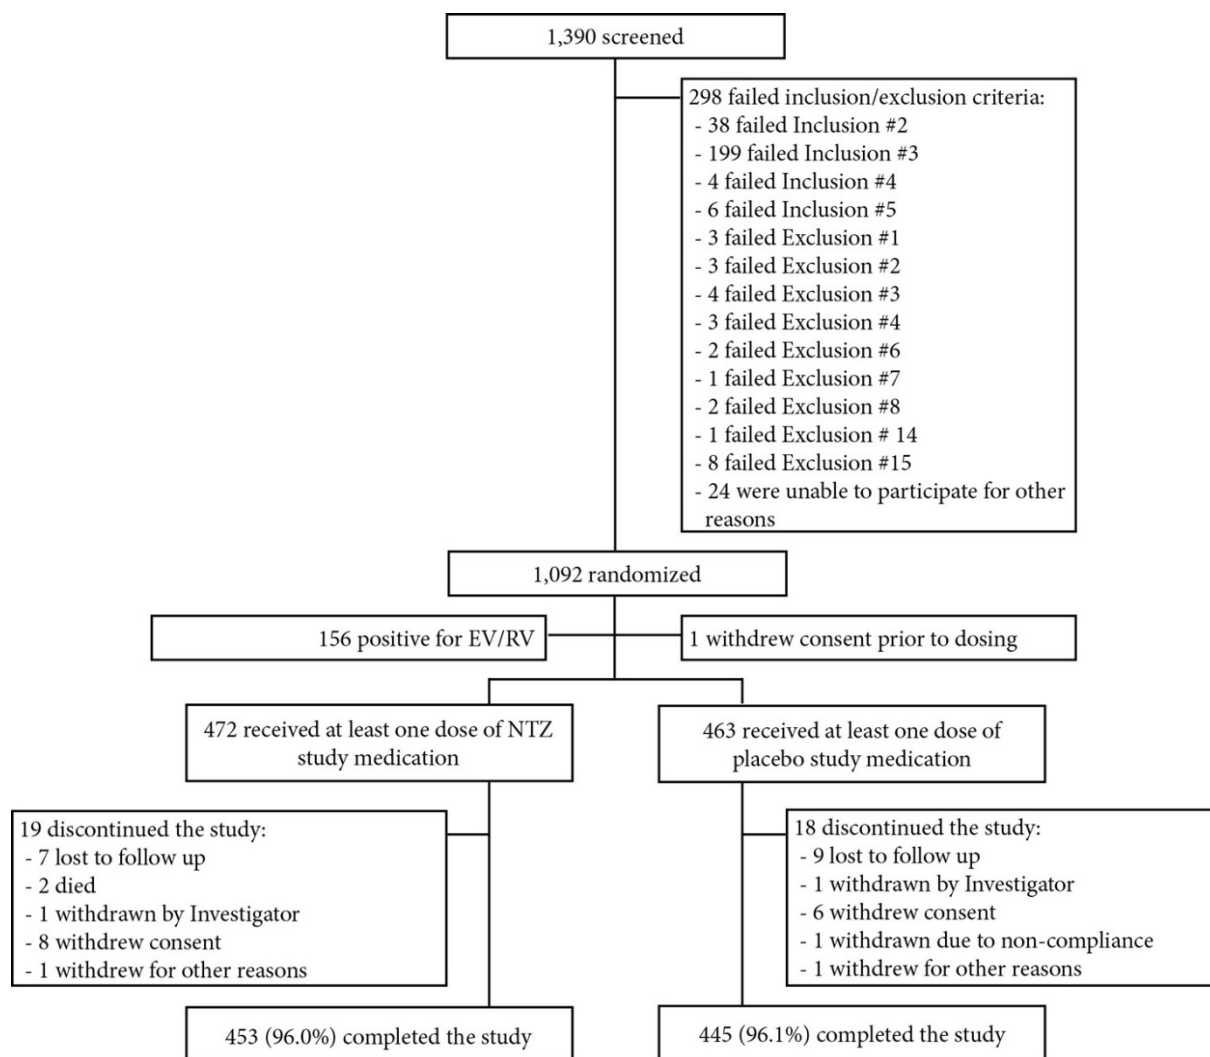 1,390 screened
298 failed inclusion/exclusion criteria:
- 38 failed Inclusion #2
- 199 failed Inclusion #3
- 4 failed Inclusion #4
- 6 failed Inclusion #5
- 3 failed Exclusion #1
- 3 failed Exclusion #2
- 4 failed Exclusion #3
- 3 failed Exclusion #4
- 2 failed Exclusion #6
- 1 failed Exclusion #7
- 2 failed Exclusion #8
- 1 failed Exclusion # 14
- 8 failed Exclusion #15
- 24 were unable to participate for other
reasons
1,092 randomized
156 positive for EV/RV
1 withdrew consent prior to dosing
472 received at least one dose of NTZ
study medication
463 received at least one dose of
placebo study medication
19 discontinued the study:
- 7 lost to follow up
- 2 died
- 1 withdrawn by Investigator
- 8 withdrew consent
- 1 withdrew for other reasons
18 discontinued the study:
- 9 lost to follow up
- 1 withdrawn by Investigator
- 6 withdrew consent
- 1 withdrawn due to non-compliance
- 1 withdrew for other reasons
453 (96.0%) completed the study
445 (96.1%) completed the study